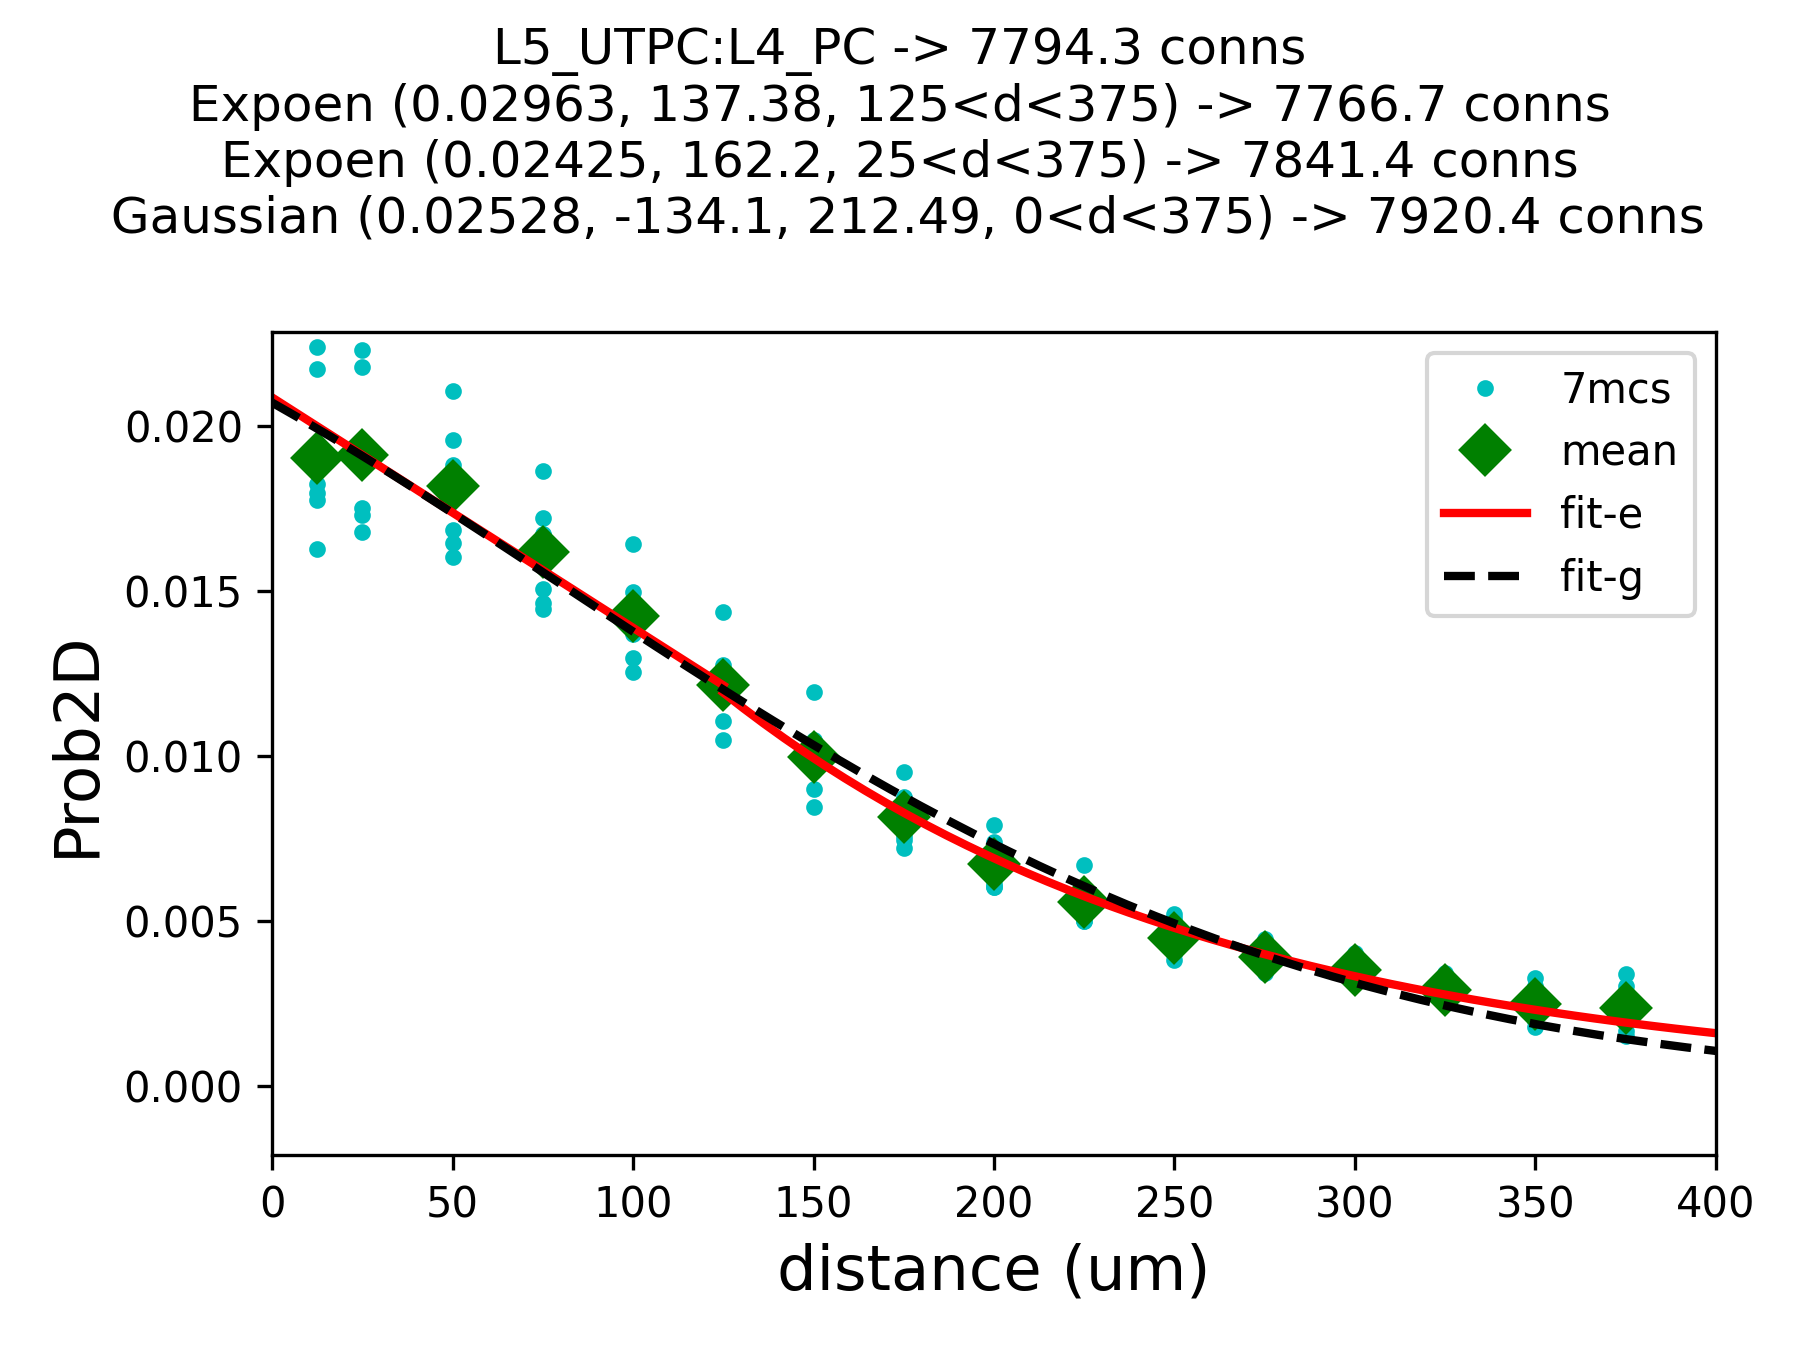 L5_UTPC:L4_PC -> 7794.3 conns
Expoen (0.02963, 137.38, 125<d<375) -> 7766.7 conns
Expoen (0.02425, 162.2, 25<d<375) -> 7841.4 conns
Gaussian (0.02528, -134.1, 212.49, 0<d<375) -> 7920.4 conns
7mcs
mean
fit-e
fit-g
Prob2D
0.020
0.015
0.010
0.005
0.000
0 50 100 150 200 250 300 350 400
distance (um)